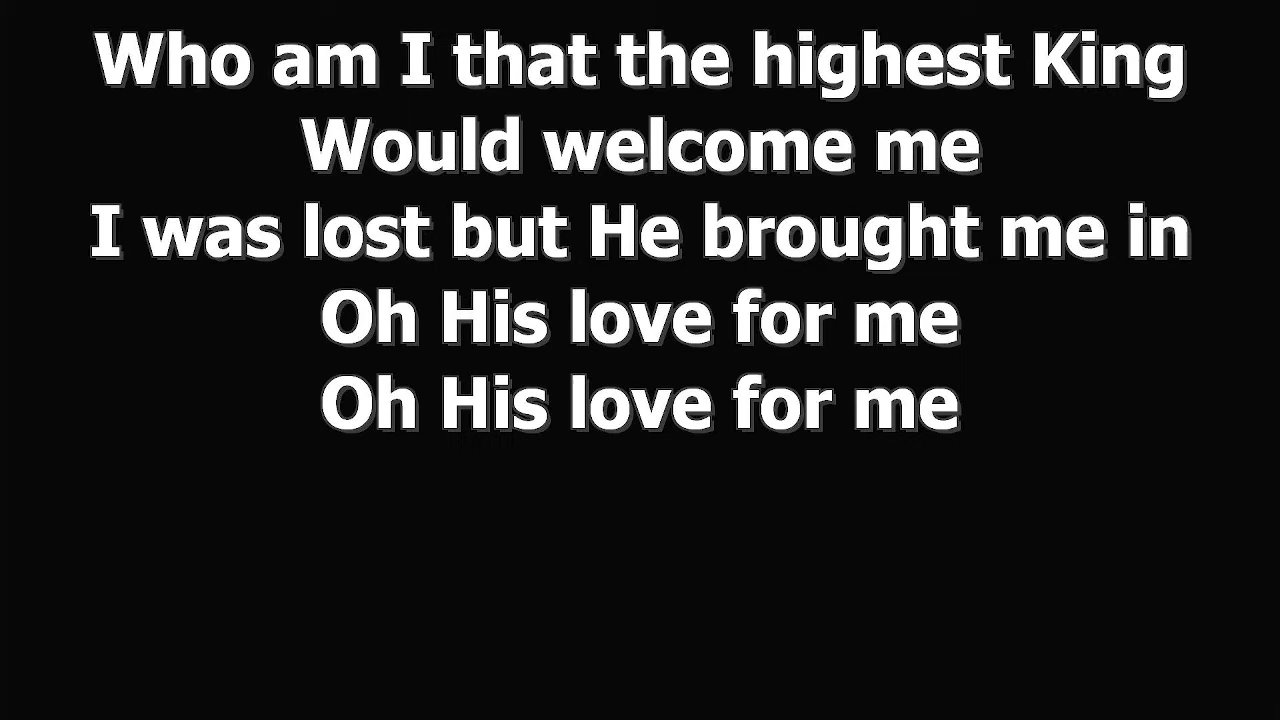 Who am I that the highest King
Would welcome me
I was lost but He brought me in
Oh His love for me
Oh His love for me